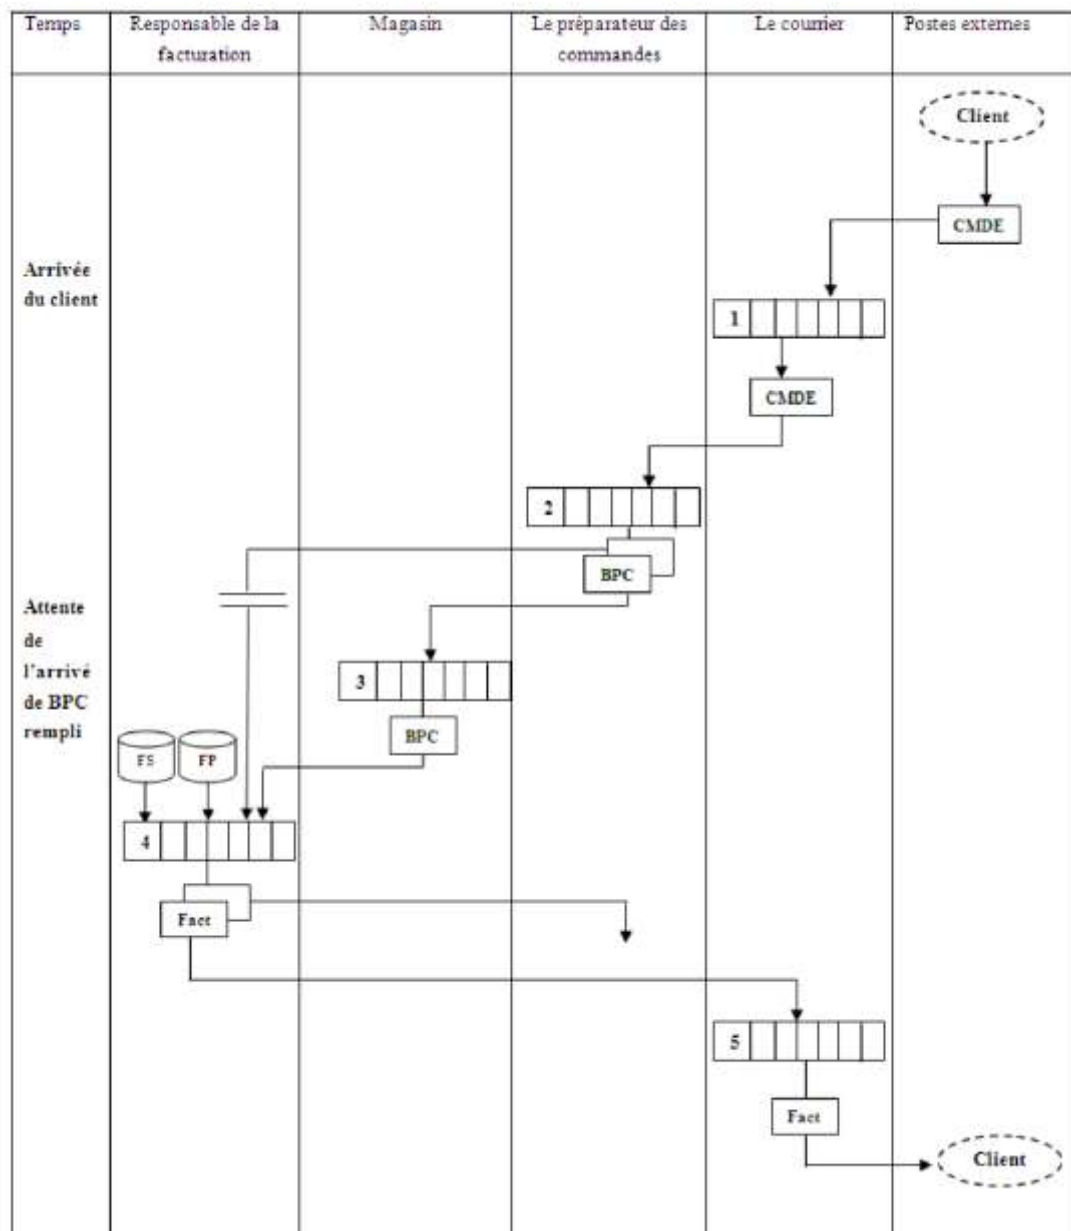 Temps
Responsable de la
facturation
Magasin
Le préparateur des
commandes
Le courrier
Postes externes
Client
CMDE
Arrivée
du client
1
CMDE
2
BPC
Attente
de
l'arrivé
de BPC
rempli
3
BPC
FS
FP
4
Fact
5
Fact
Client